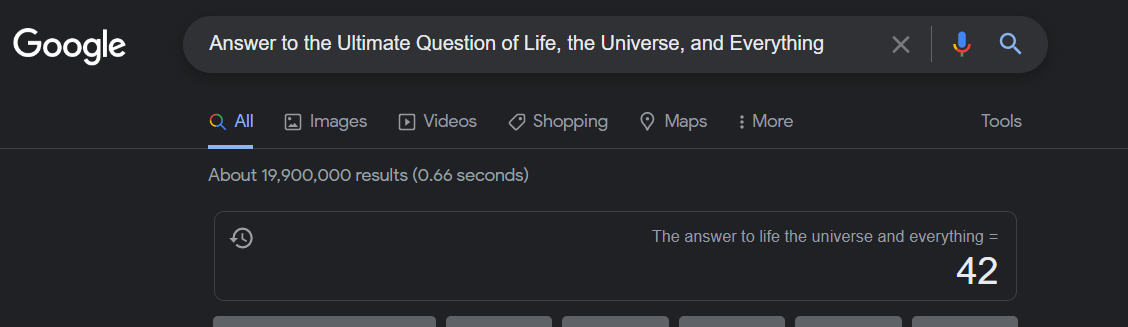 Google
Answer to the Ultimate Question of Life, the Universe, and Everything
All Images Videos Shopping Maps More Tools
About 19,900,000 results (0.66 seconds)
The answer to life the universe and everything =
42